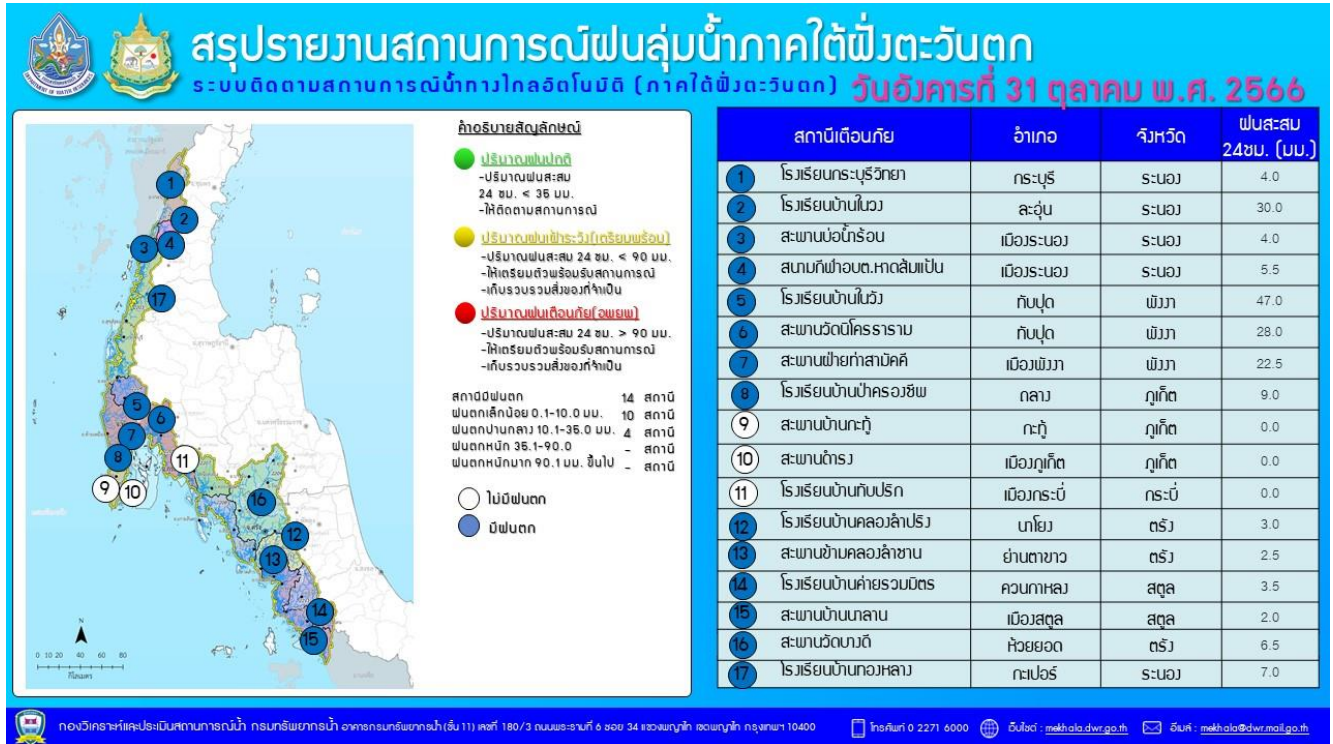 สรุปรายงานสถานการณ์ฝนลุ่มน้ำภาคใต้ฝั่งตะวันตก
ระบบติดตามสถานการณ์น้ำทางไกลอัตโนมัติ (ภาคใต้ฝั่งตะวันตก) วันอังคารที่ 31 ตุลาคม พ.ศ. 2566
คำอธิบายสัญลักษณ์
ปริมาณฝนปกติ
-ปริมาณฝนสะสม
24 ชม. < 35 มม.
-ให้ติดตามสถานการณ์
ปริมาณฝนเฝ้าระวัง(เตรียมพร้อม)
-ปริมาณฝนสะสม 24 ชม. < 90 มม.
-ให้เตรียมตัวพร้อมรับสถานการณ์
-เก็บรวบรวมสิ่งของที่จำเป็น
ปริมาณฝนเตือนภัย(อพยพ)
-ปริมาณฝนสะสม 24 ชม. > 90 มม.
-ให้เตรียมตัวพร้อมรับสถานการณ์
-เก็บรวบรวมสิ่งของที่จำเป็น
สถานีมีฝนตก 14 สถานี
ฝนตกเล็กน้อย 0.1-10.0 มม. 10 สถานี
ฝนตกปานกลาง 10.1-35.0 มม. 4 สถานี
ฝนตกหนัก 35.1-90.0 - สถานี
ฝนตกหนักมาก 90.1 มม. ขึ้นไป - สถานี
ไม่มีฝนตก
มีฝนตก
1
2
3 4
17
5 6
7
8 11
9 10
16
12
13
14
15
N
0 10 20 40 60 80
กิโลเมตร
สถานีเตือนภัย อำเภอ จังหวัด ฝนสะสม
24ชม. (มม.)
1 โรงเรียนกระบุรีวิทยา กระบุรี ระนอง 4.0
2 โรงเรียนบ้านในวง ละอุ่น ระนอง 30.0
3 สะพานบ่อน้ำร้อน เมืองระนอง ระนอง 4.0
4 สนามกีฬาอบต.หาดส้มแป้น เมืองระนอง ระนอง 5.5
5 โรงเรียนบ้านในวัง ทับปุด พังงา 47.0
6 สะพานวัดนิโครธาราม ทับปุด พังงา 28.0
7 สะพานฝ่ายท่าสามัคคี เมืองพังงา พังงา 22.5
8 โรงเรียนบ้านป่าครองชีพ ถลาง ภูเก็ต 9.0
9 สะพานบ้านกะทู้ กะทู้ ภูเก็ต 0.0
10 สะพานดำรง เมืองภูเก็ต ภูเก็ต 0.0
11 โรงเรียนบ้านทับปริก เมืองกระบี่ กระบี่ 0.0
12 โรงเรียนบ้านคลองลำปริง นาโยง ตรัง 3.0
13 สะพานข้ามคลองลำชาน ย่านตาขาว ตรัง 2.5
14 โรงเรียนบ้านค่ายรวมมิตร ควนกาหลง สตูล 3.5
15 สะพานบ้านนาลาน เมืองสตูล สตูล 2.0
16 สะพานวัดบางดี ห้วยยอด ตรัง 6.5
17 โรงเรียนบ้านทองหลาง กะเปอร์ ระนอง 7.0
กองวิเคราะห์และประเมินสถานการณ์น้ำ กรมทรัพยากรน้ำ อาคารกรมทรัพยากรน้ำ(ชั้น11) เลขที่ 180/3 ถนนพระรามที่ 6 ซอย 34 แขวงพญาไท เขตพญาไท กรุงเทพฯ 10400 โทรศัพท์ 0 2271 6000 เว็บไซต์ : mekhala.dwr.go.th อีเมล์ : mekhala@dwr.mail.go.th